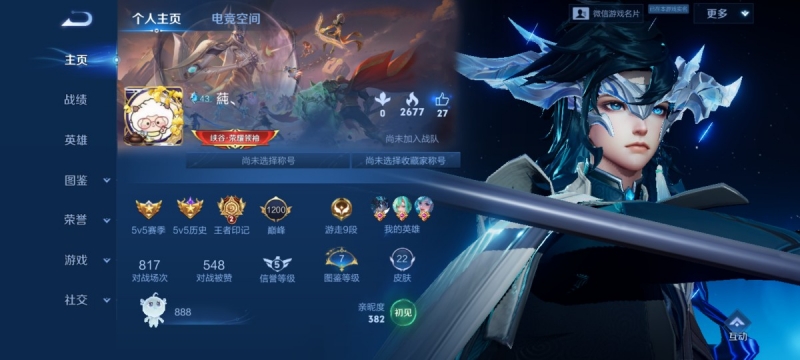 个人主页
电竞空间
微信游戏名片
更多
主页
战绩
英雄
图鉴
荣誉
游戏
社交
43
蒓、
0
2677
27
峡谷·荣耀领袖
尚未加入战队
尚未选择称号
尚未选择收藏家称号
2
1200
5v5赛季
5v5历史
王者印记
巅峰
游走9段
我的英雄
817
548
5
7
22
对战场次
对战被赞
信誉等级
图鉴等级
皮肤
888
亲昵度
382
初见
互动